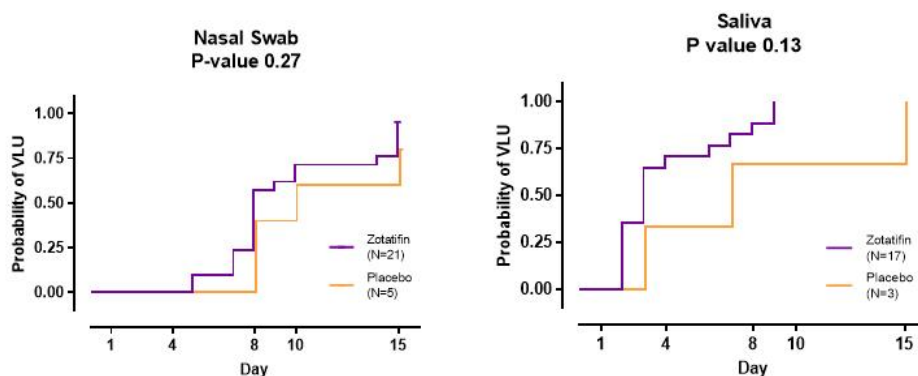 Nasal Swab
P-value 0.27
Probability of VLU
1.00
0.75
0.50
0.25
0.00
Zotatifin
(N=21)
Placebo
(N=5)
1 4 8 10 15
Day
Saliva
P value 0.13
Probability of VLU
1.00
0.75
0.50
0.25
0.00
Zotatifin
(N=17)
Placebo
(N=3)
1 4 8 10 15
Day